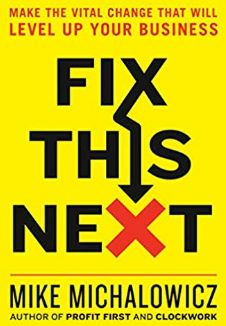 MAKE THE VITAL CHANGE THAT WILL
LEVEL UP YOUR BUSINESS
FIX
THIS
NEXT
MIKE MICHALOWICZ
AUTHOR OF PROFIT FIRST AND CLOCKWORK